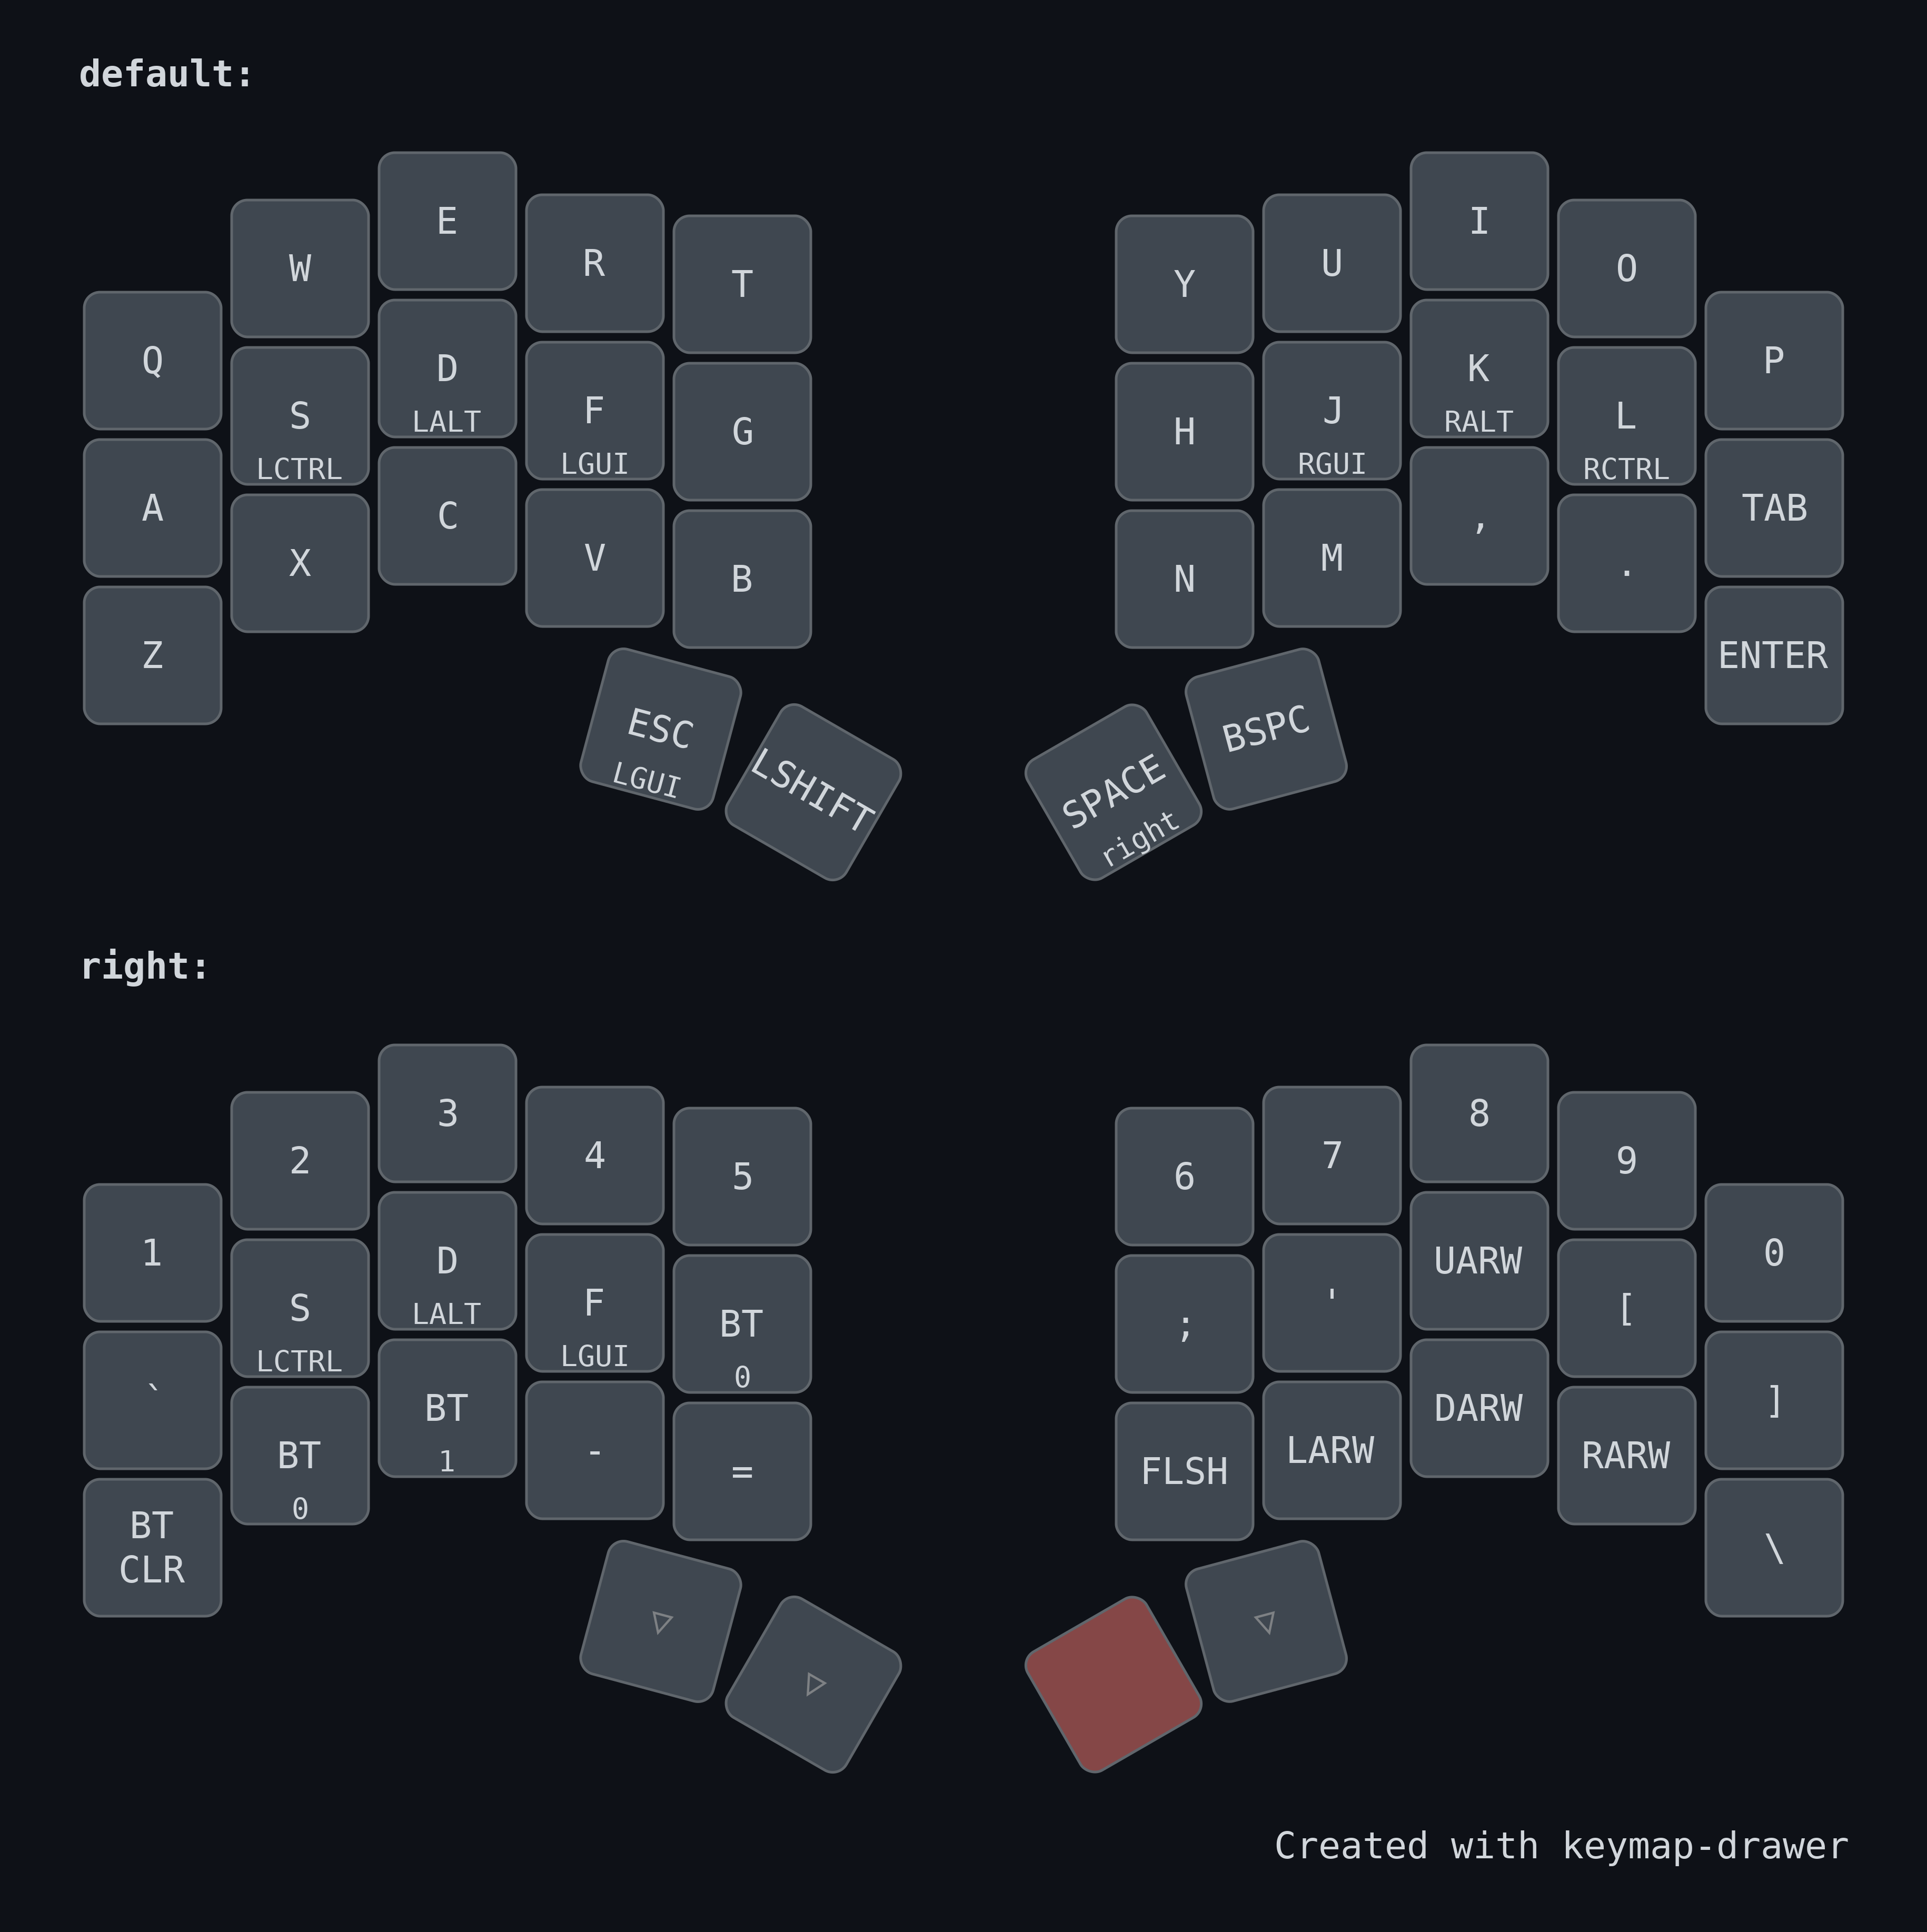 default:
Q W E R T Y U I O P
A S D F G H J K L TAB
LCTRL LALT LGUI RGUI RALT RCTRL
Z X C V B N M , . ENTER
ESC LSHIFT SPACE BSPC
LGUI right
right:
1 2 3 4 5 6 7 8 9 0
` S D F BT ; ' UARW [ ]
LCTRL LALT LGUI 0
BT BT BT - = FLSH LARW DARW RARW \
CLR 0 1
Created with keymap-drawer